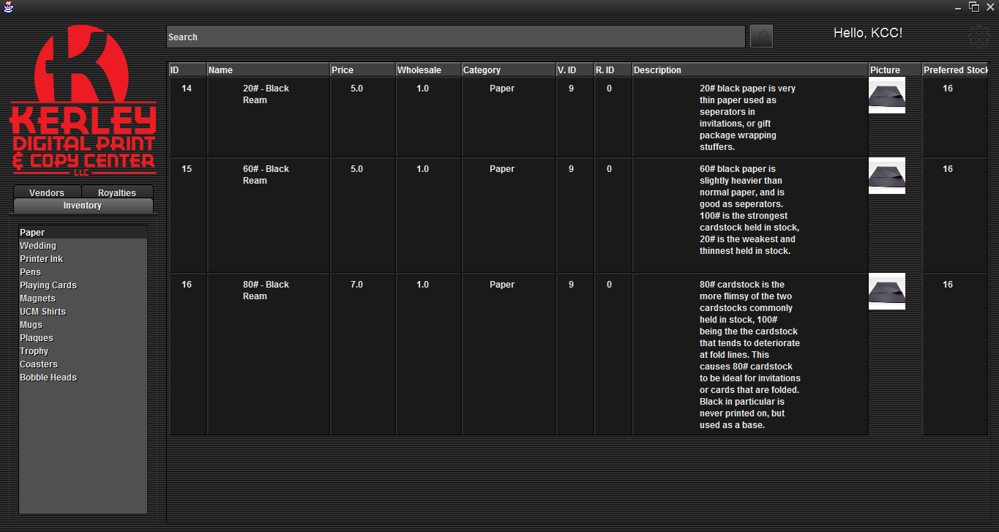 Search
Hello, KCC!
KERLEY
DIGITAL PRINT
& COPY CENTER
LLC
Vendors Royalties
Inventory
Paper
Wedding
Printer Ink
Pens
Playing Cards
Magnets
UCM Shirts
Mugs
Plaques
Trophy
Coasters
Bobble Heads
ID Name Price Wholesale Category V. ID R. ID Description Picture Preferred Stock
14 20# - Black 5.0 1.0 Paper 9 0 20# black paper is very 16
Ream thin paper used as
seperators in
invitations, or gift
package wrapping
stuffers.
15 60# - Black 5.0 1.0 Paper 9 0 60# black paper is 16
Ream slightly heavier than
normal paper, and is
good as seperators.
100# is the strongest
cardstock held in stock,
20# is the weakest and
thinnest held in stock.
16 80# - Black 7.0 1.0 Paper 9 0 80# cardstock is the 16
Ream more flimsy of the two
cardstocks commonly
held in stock, 100#
being the the cardstock
that tends to deteriorate
at fold lines. This
causes 80# cardstock
to be ideal for invitations
or cards that are folded.
Black in particular is
never printed on, but
used as a base.